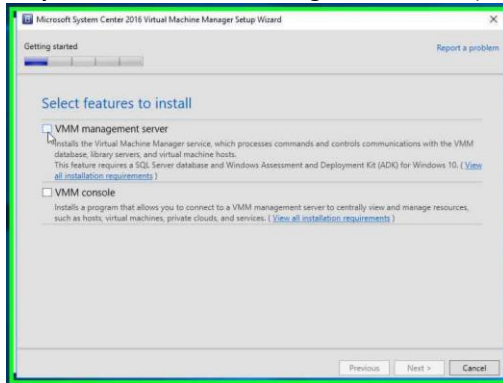 Microsoft System Center 2016 Virtual Machine Manager Setup Wizard
Getting started
Report a problem
Select features to install
VMM management server
Installs the Virtual Machine Manager service, which processes commands and controls communications with the VMM
database, library servers, and virtual machine hosts.
This feature requires a SQL Server database and Windows Assessment and Deployment Kit (ADK) for Windows 10. ( View
all installation requirements )
VMM console
Installs a program that allows you to connect to a VMM management server to centrally view and manage resources,
such as hosts, virtual machines, private clouds, and services. ( View all installation requirements )
Previous
Next >
Cancel